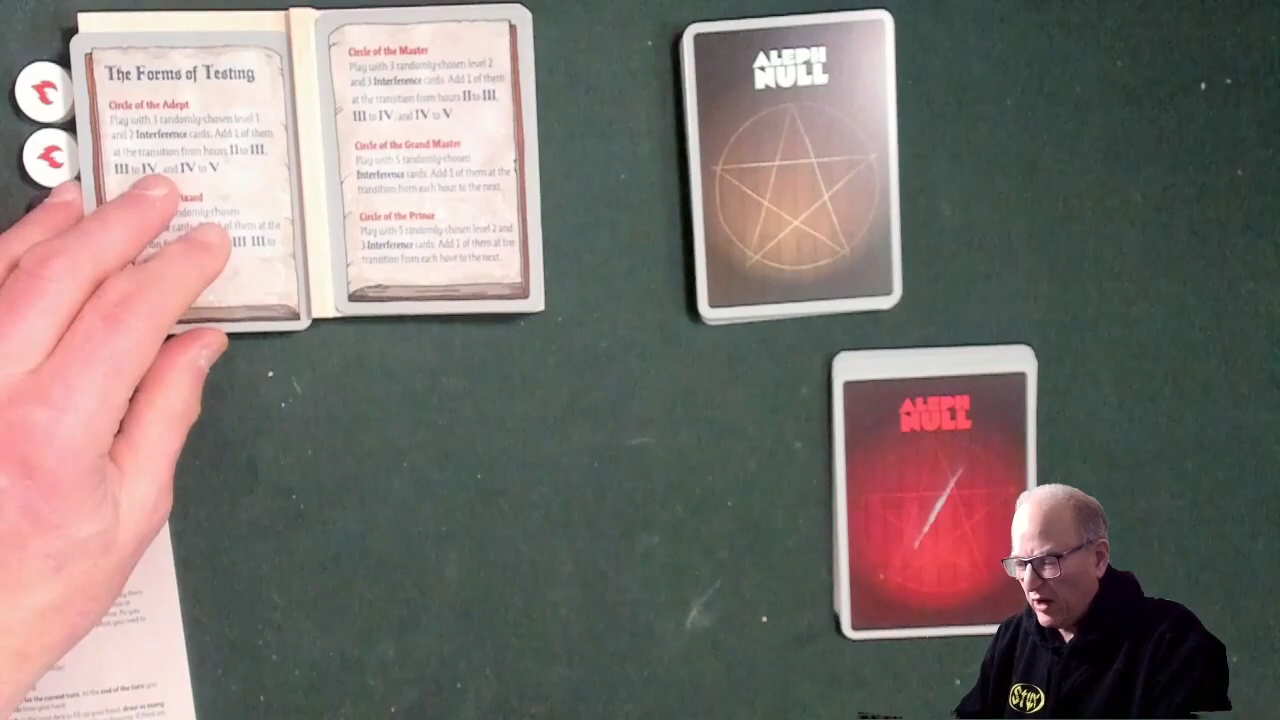 The Forms of Testing
Circle of the Adept
Play with 3 randomly-chosen level 1
and 2 Interference cards. Add 1 of them
at the transition from hours II to III,
III to IV, and IV to V
Circle of the Master
Play with 3 randomly-chosen level 2
and 3 Interference cards. Add 1 of them
at the transition from hours II to III,
III to IV, and IV to V
Circle of the Grand Master
Play with 5 randomly-chosen
Interference cards. Add 1 of them at the
transition from each hour to the next.
Circle of the Prince
Play with 5 randomly-chosen level 2 and
3 Interference cards. Add 1 of them at the
transition from each hour to the next.
ALEPH
NULL
ALEPH
NULL
STYX